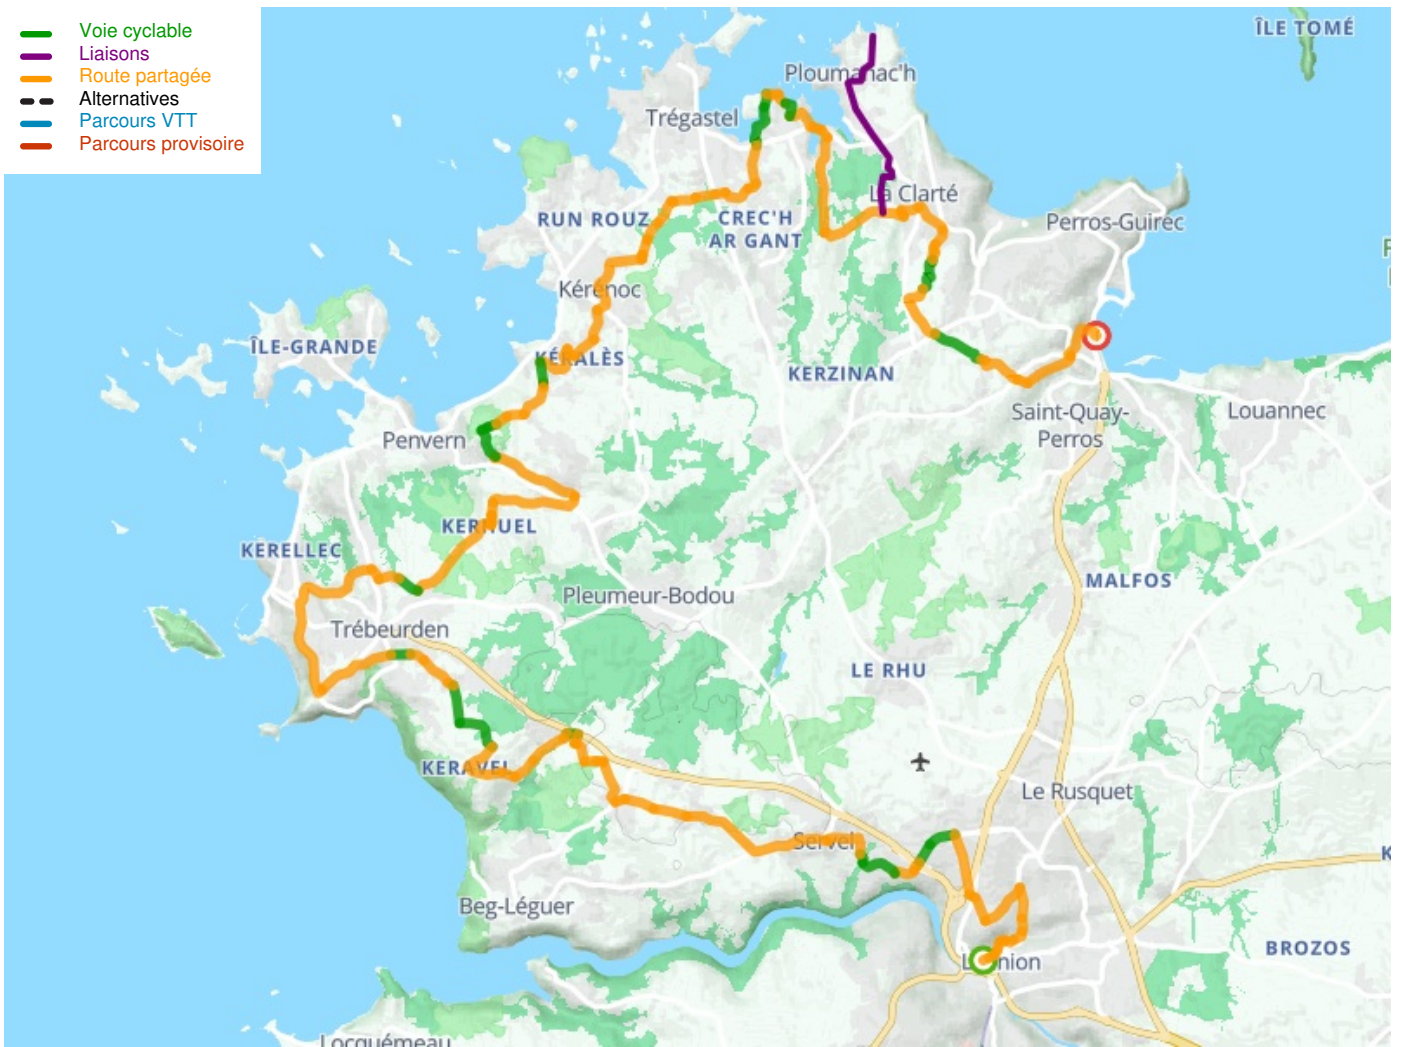 Voie cyclable
Liaisons
Route partagée
Alternatives
Parcours VTT
Parcours provisoire
ÎLE TOMÉ
Ploumanac'h
Trégastel
La Clarté
RUN ROUZ
CREC'H
AR GANT
Perros-Guirec
Kérénoc
ÎLE-GRANDE
KÉRALÈS
KERZINAN
Saint-Quay-
Perros
Louannec
Penvern
KERHUEL
KERELLEC
MALFOS
Pleumeur-Bodou
Trébeurden
LE RHU
KERAVEL
Le Rusquet
Servel
Beg-Léguer
BROZOS
Lannion
Locquémeau